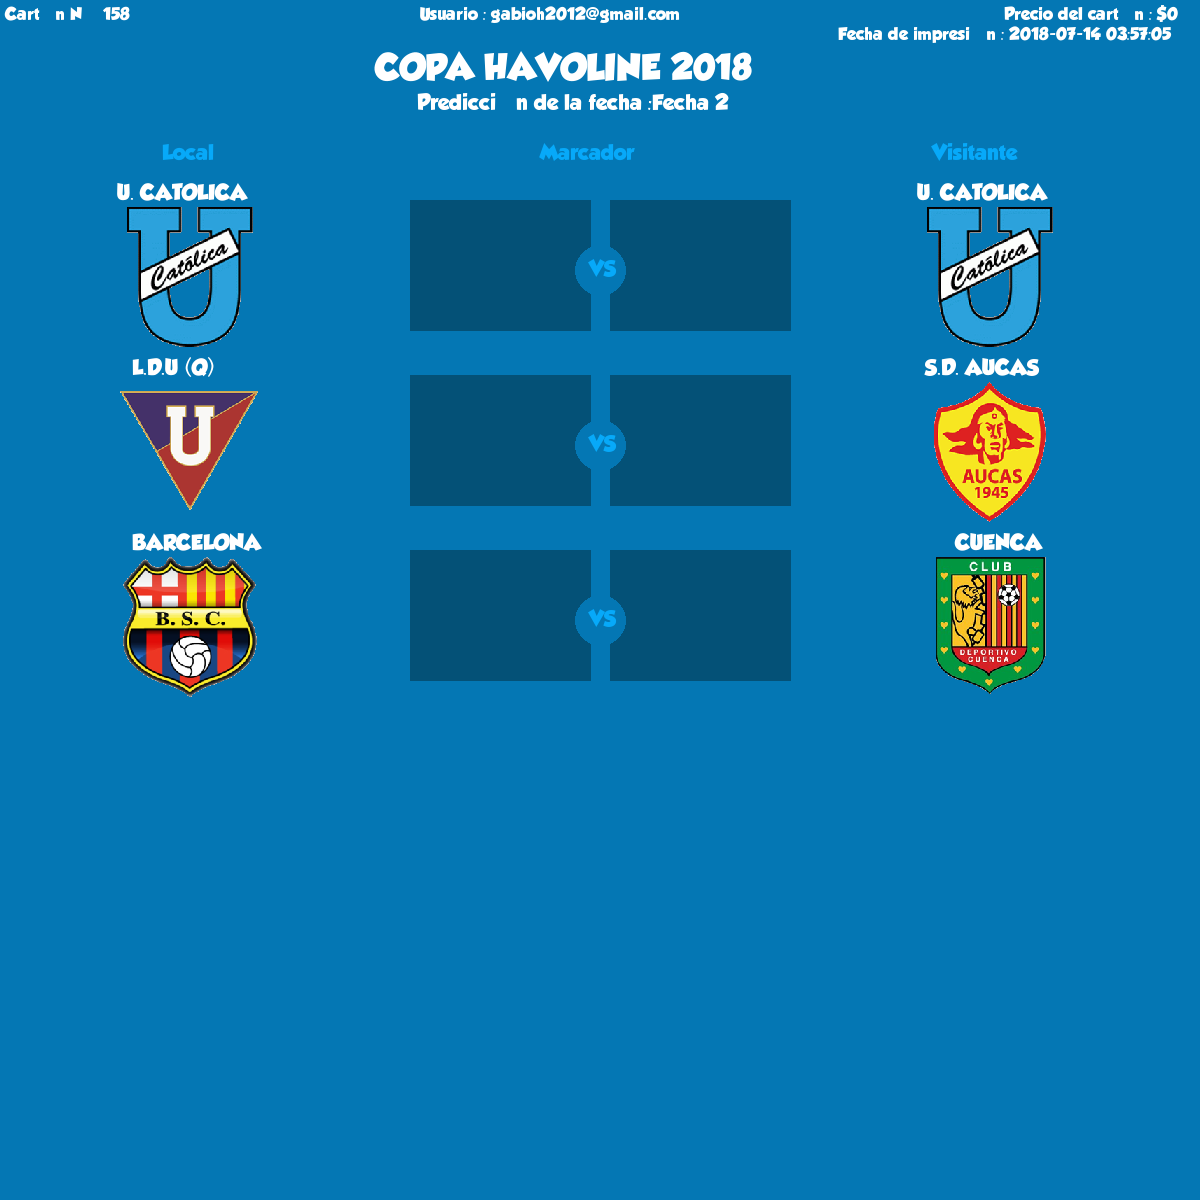 Cart n N 158 Usuario : gabioh2012@gmail.com Precio del cart n : $0
Fecha de impresi n : 2018-07-14 03:57:05
COPA HAVOLINE 2018
Predicci n de la fecha :Fecha 2
Local Marcador Visitante
U. CATOLICA U. CATOLICA
U U
Católica VS Católica
L.D.U (Q) S.D. AUCAS
U VS
AUCAS
1945
BARCELONA CUENCA
CLUB
B. S. C. VS
DEPORTIVO
CUENCA